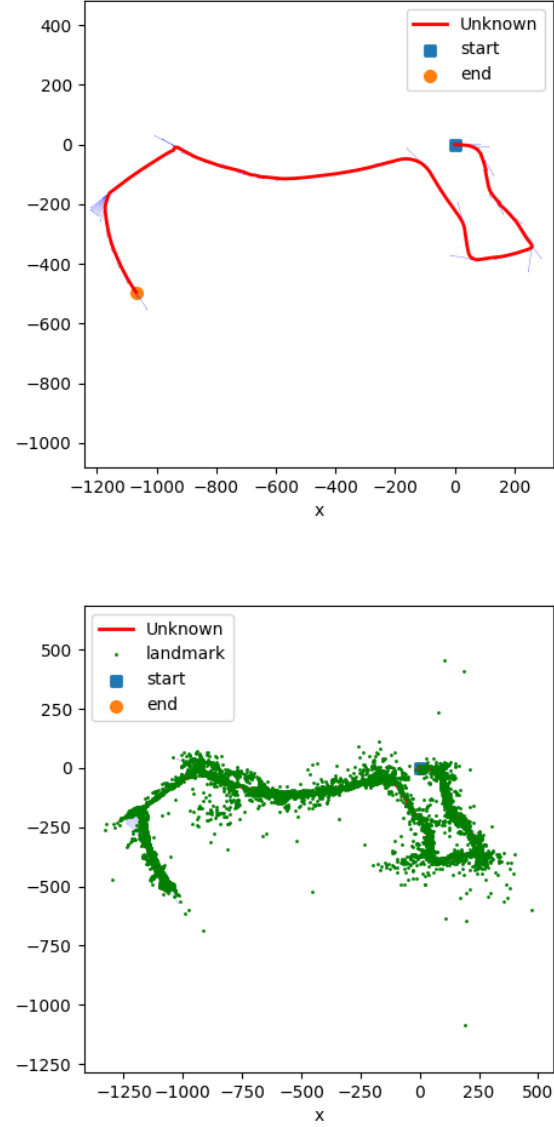 400
200
0
−200
−400
−600
−800
−1000
−1200 −1000 −800 −600 −400 −200 0 200
x
Unknown
start
end
500
250
0
−250
−500
−750
−1000
−1250
−1250 −1000 −750 −500 −250 0 250 500
x
Unknown
landmark
start
end